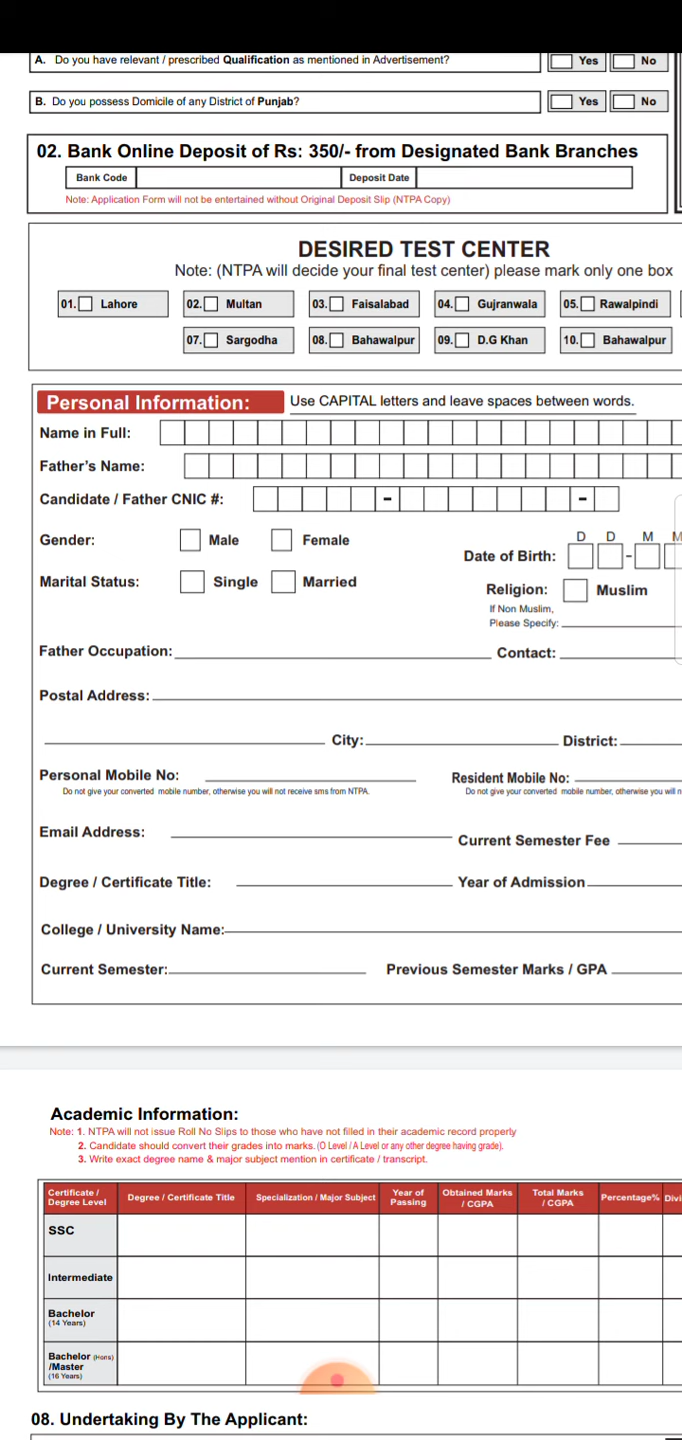 A. Do you have relevant / prescribed Qualification as mentioned in Advertisement? Yes No
B. Do you possess Domicile of any District of Punjab? Yes No
02. Bank Online Deposit of Rs: 350/- from Designated Bank Branches
Bank Code Deposit Date
Note: Application Form will not be entertained without Original Deposit Slip (NTPA Copy)
DESIRED TEST CENTER
Note: (NTPA will decide your final test center) please mark only one box
01. Lahore 02. Multan 03. Faisalabad 04. Gujranwala 05. Rawalpindi
07. Sargodha 08. Bahawalpur 09. D.G Khan 10. Bahawalpur
Personal Information: Use CAPITAL letters and leave spaces between words.
Name in Full:
Father's Name:
Candidate / Father CNIC #: - -
Gender: Male Female D D M M
Date of Birth: -
Marital Status: Single Married Religion: Muslim
If Non Muslim,
Please Specify:
Father Occupation: Contact:
Postal Address:
City: District:
Personal Mobile No: Resident Mobile No:
Do not give your converted mobile number, otherwise you will not receive sms from NTPA. Do not give your converted mobile number, otherwise you will
Email Address: Current Semester Fee
Degree / Certificate Title: Year of Admission
College / University Name:
Current Semester: Previous Semester Marks / GPA
Academic Information:
Note: 1. NTPA will not issue Roll No Slips to those who have not filled in their academic record properly
2. Candidate should convert their grades into marks. (O Level / A Level or any other degree having grade).
3. Write exact degree name & major subject mention in certificate / transcript.
Certificate / Degree Level Degree / Certificate Title Specialization / Major Subject Year of Passing Obtained Marks / CGPA Total Marks / CGPA Percentage% Divi
SSC
Intermediate
Bachelor
(14 Years)
Bachelor (Hons)
/Master
(16 Years)
08. Undertaking By The Applicant: